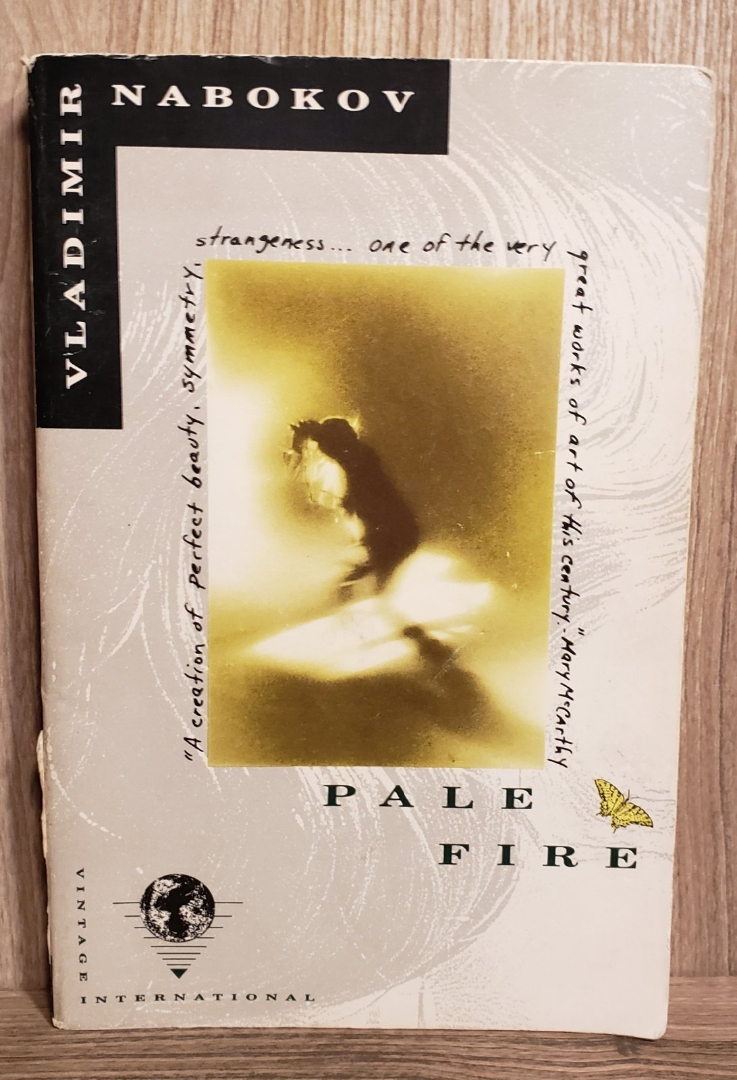 VLADIMIR
NABOKOV
"A creation of perfect beauty, symmetry,
strangeness... one of the very
great works of art of this century."-Mary McCarthy
PALE
FIRE
VINTAGE
INTERNATIONAL